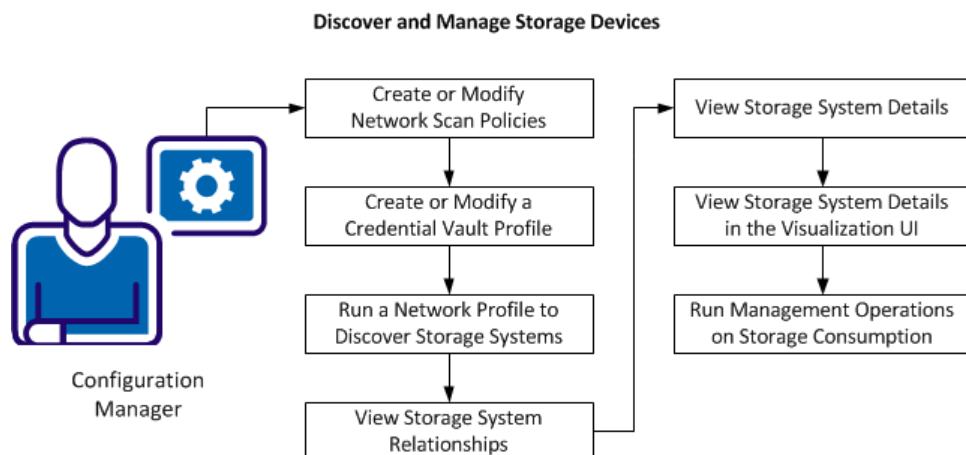 Discover and Manage Storage Devices
Create or Modify
Network Scan Policies
Create or Modify a
Credential Vault Profile
Run a Network Profile to
Discover Storage Systems
View Storage System
Relationships
View Storage System Details
View Storage System Details
in the Visualization UI
Run Management Operations
on Storage Consumption
Configuration
Manager